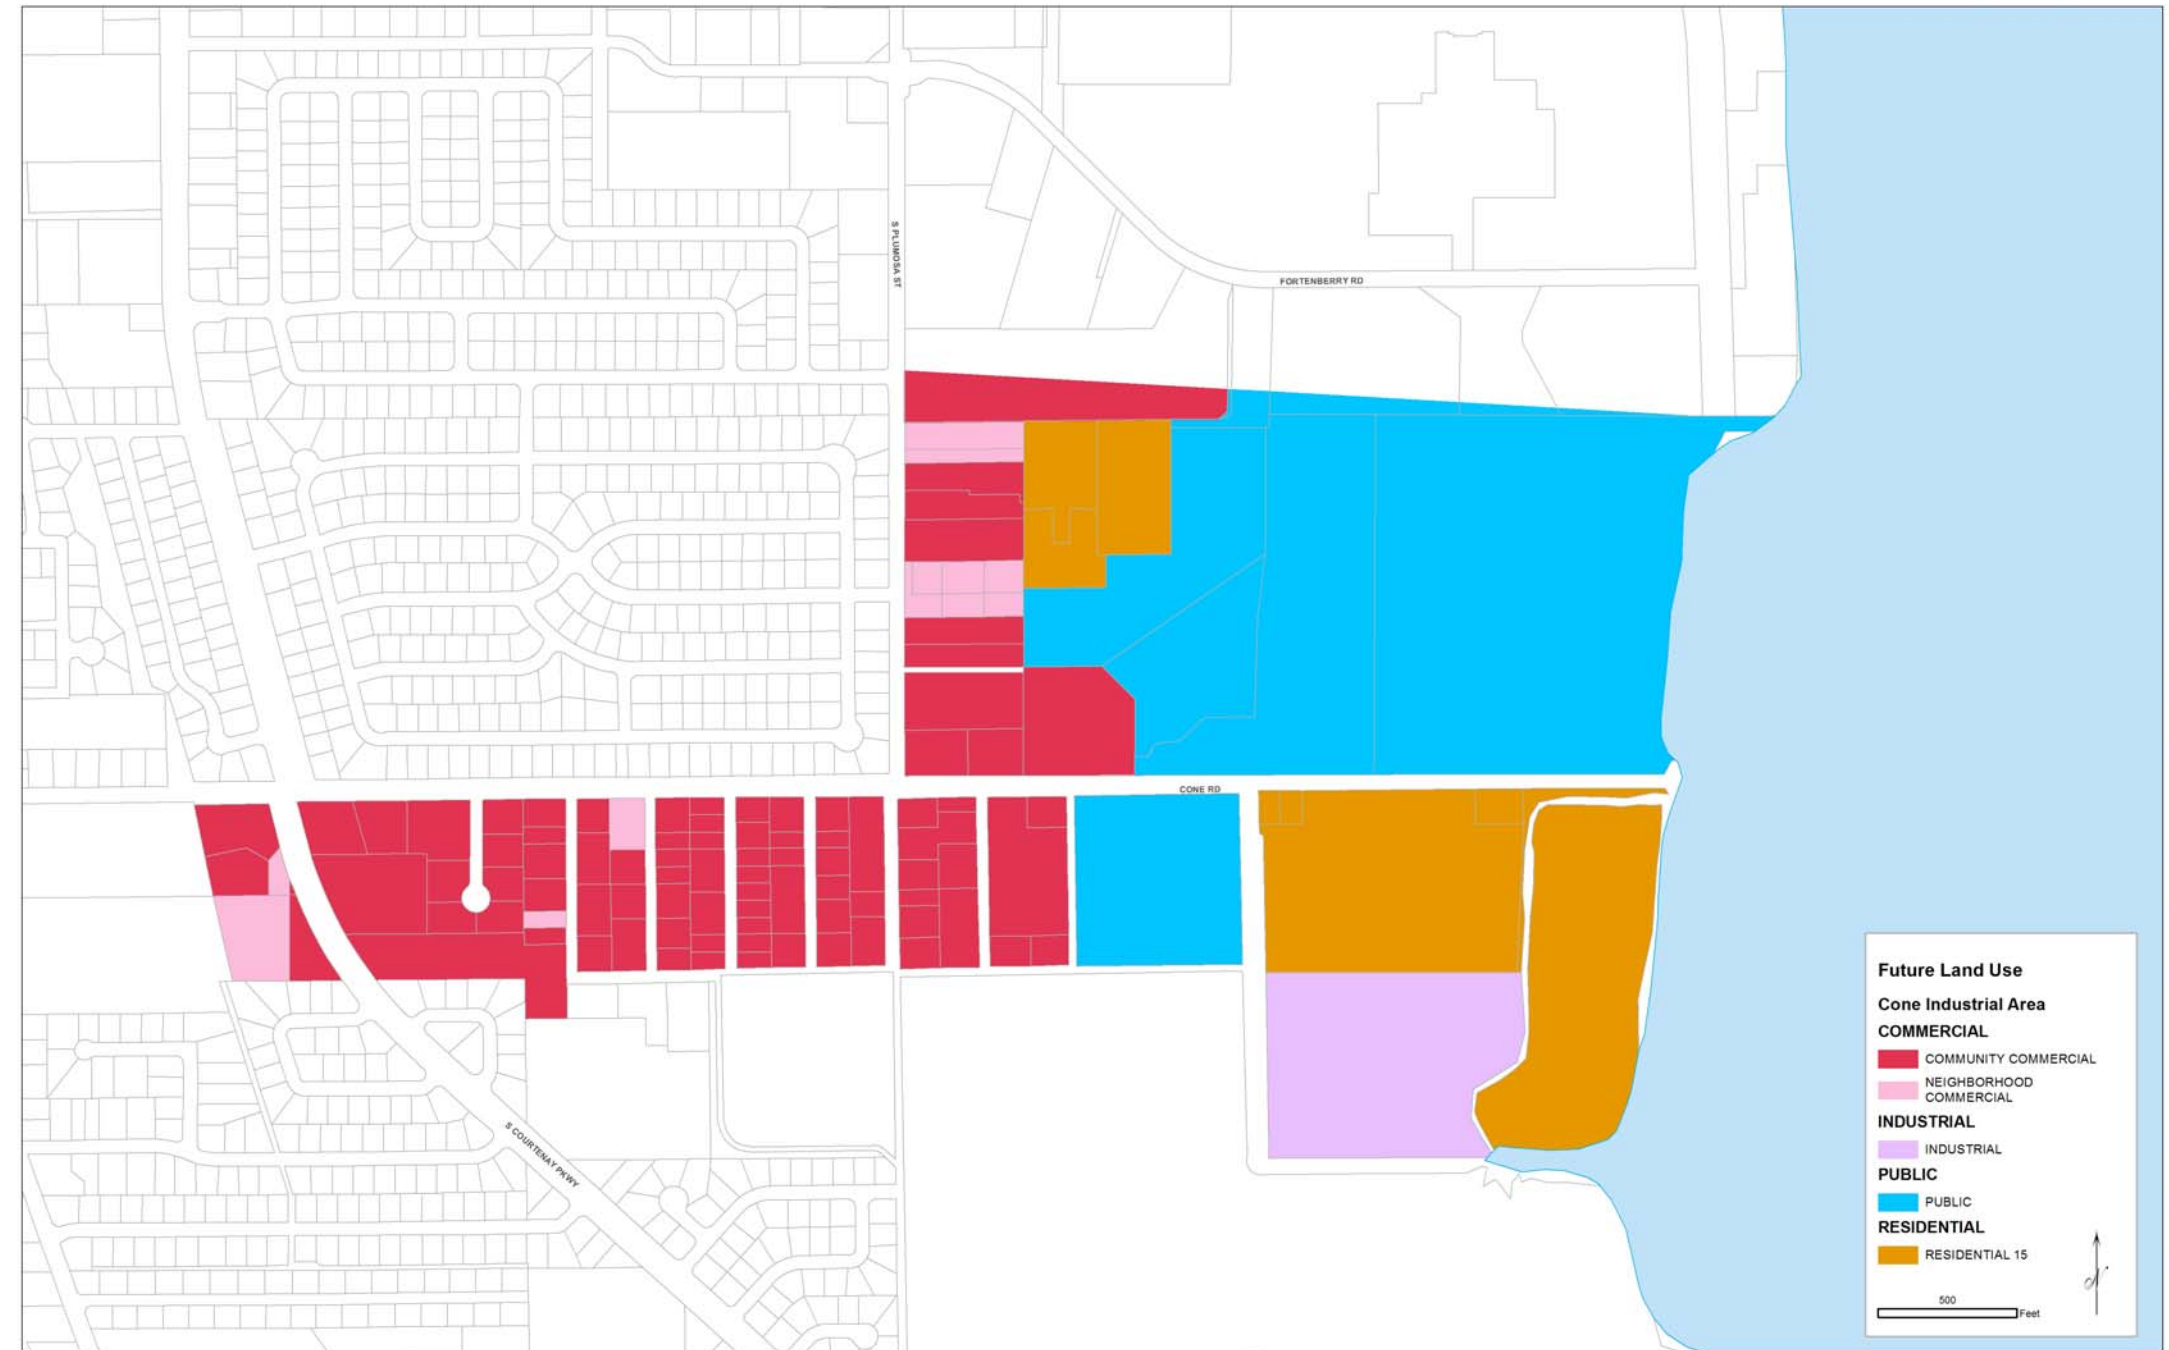 S PLUMOSA ST
FORTENBERRY RD
CONE RD
S COURTENAY PKWY
Future Land Use
Cone Industrial Area
COMMERCIAL
COMMUNITY COMMERCIAL
NEIGHBORHOOD
COMMERCIAL
INDUSTRIAL
INDUSTRIAL
PUBLIC
PUBLIC
RESIDENTIAL
RESIDENTIAL 15
N
500
Feet